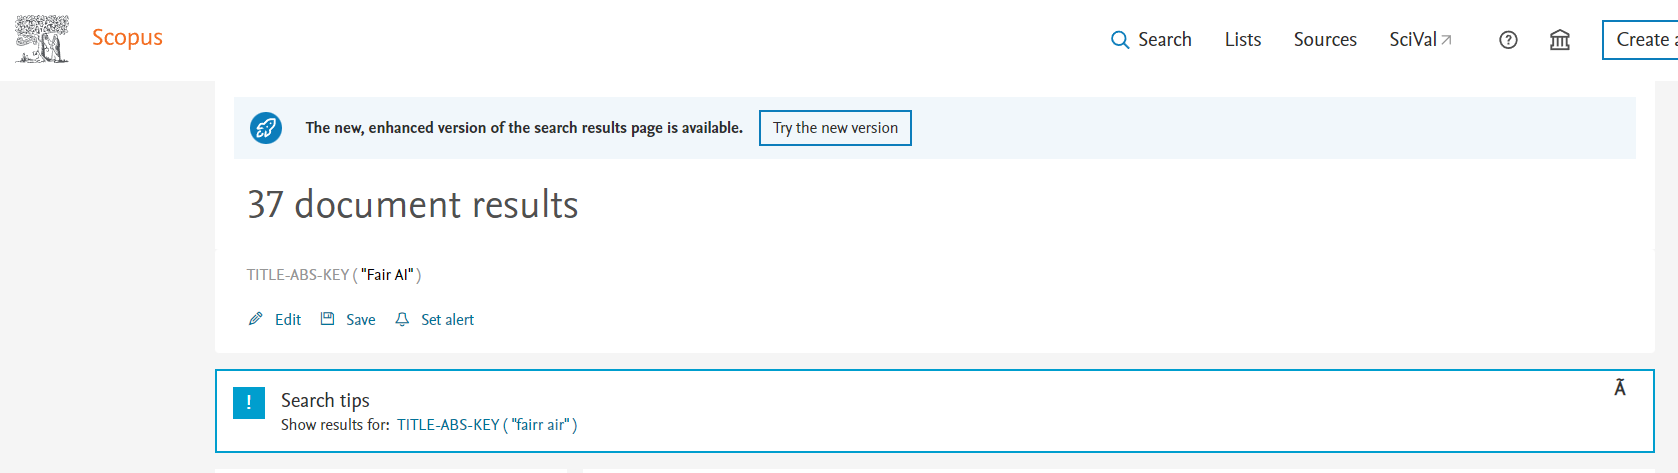 Scopus
Search Lists Sources SciVal Create a
The new, enhanced version of the search results page is available. Try the new version
37 document results
TITLE-ABS-KEY ( "Fair AI" )
Edit Save Set alert
! Search tips Ã
Show results for: TITLE-ABS-KEY ( "fairr air" )